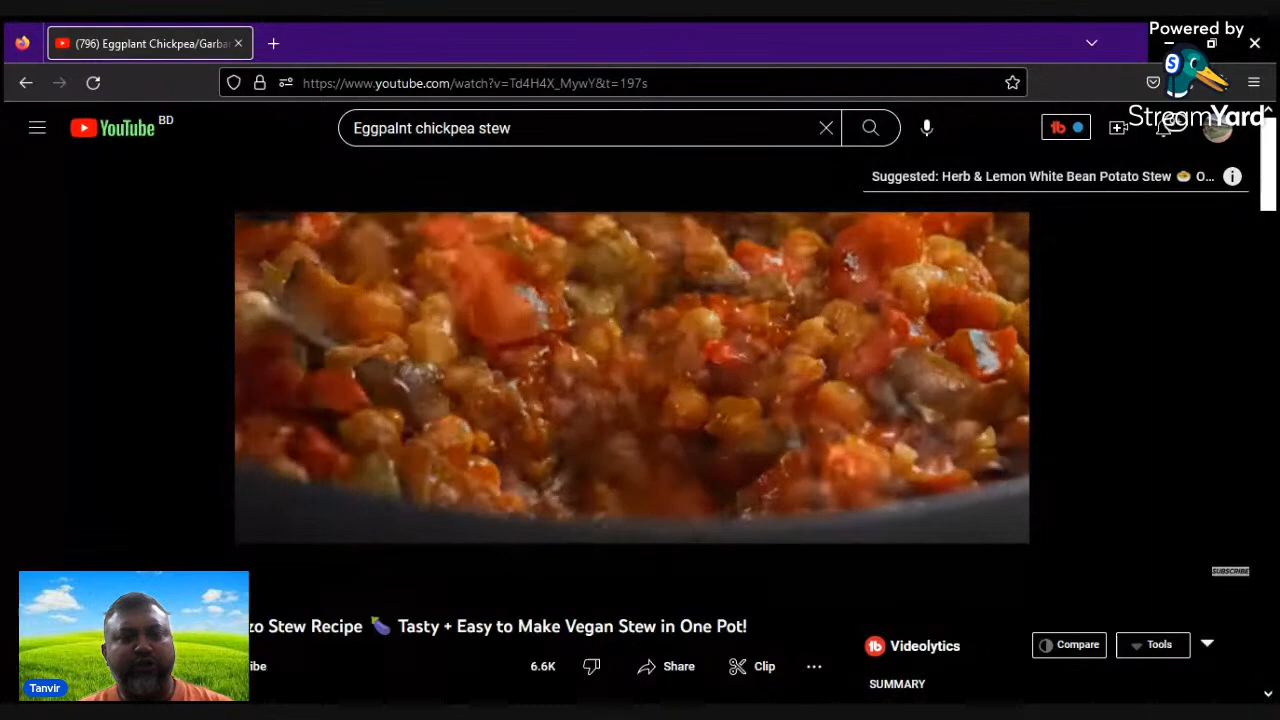 Powered by
StreamYard
(796) Eggplant Chickpea/Garba
https://www.youtube.com/watch?v=Td4H4X_MywY&t=197s
YouTube BD
Eggpalnt chickpea stew
Suggested: Herb & Lemon White Bean Potato Stew 🍲 O...
SUBSCRIBE
zo Stew Recipe 🍆 Tasty + Easy to Make Vegan Stew in One Pot!
ibe
6.6K
Share
Clip
Videolytics
Compare
Tools
SUMMARY
Tanvir